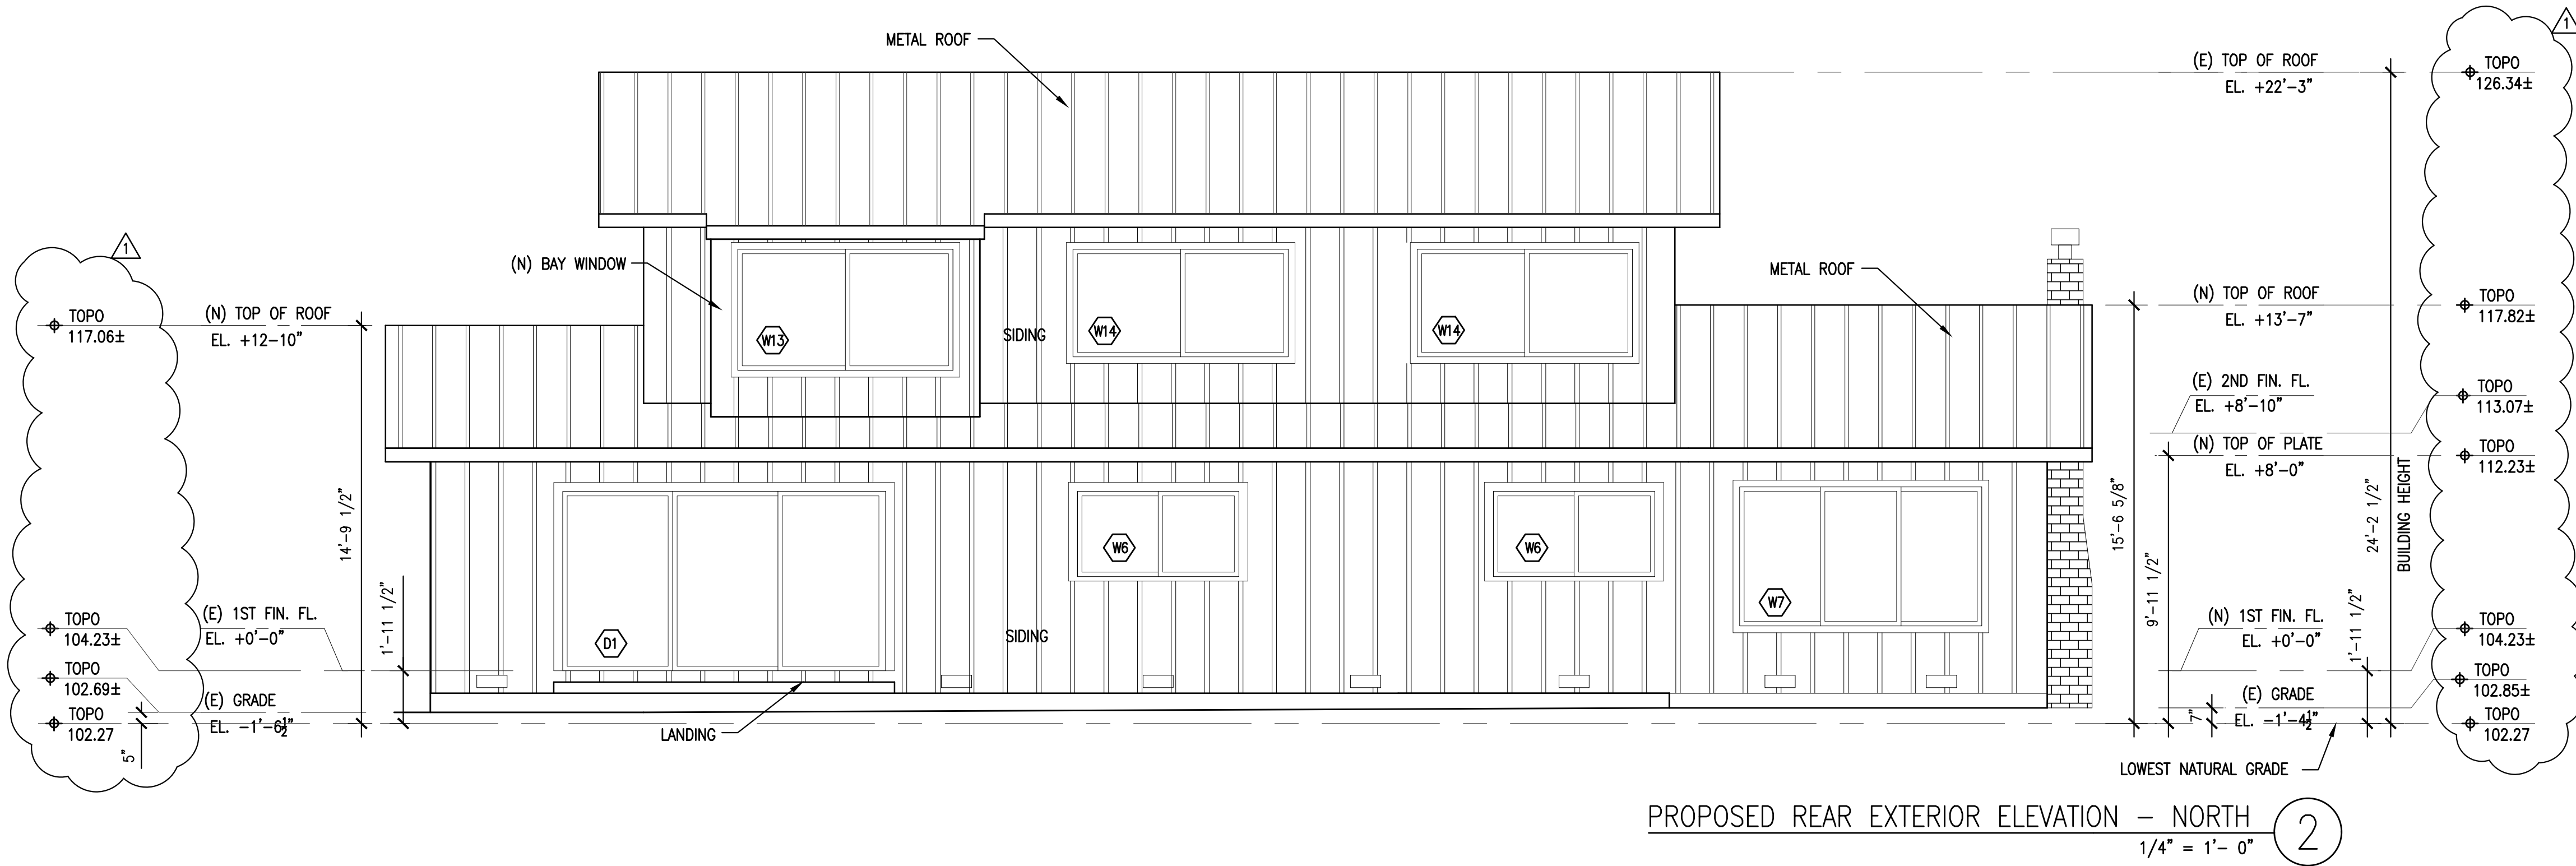 METAL ROOF
1
(E) TOP OF ROOF
EL. +22'-3"
TOPO
126.34±
1
(N) BAY WINDOW
METAL ROOF
TOPO
117.06±
(N) TOP OF ROOF
EL. +12-10"
W13
SIDING
W14
W14
(N) TOP OF ROOF
EL. +13'-7"
TOPO
117.82±
(E) 2ND FIN. FL.
EL. +8'-10"
TOPO
113.07±
(N) TOP OF PLATE
EL. +8'-0"
TOPO
112.23±
14'-9 1/2"
15'-6 5/8"
24'-2 1/2"
BUILDING HEIGHT
W6
W6
W7
D1
SIDING
9'-11 1/2"
TOPO
104.23±
(E) 1ST FIN. FL.
EL. +0'-0"
1'-11 1/2"
(N) 1ST FIN. FL.
EL. +0'-0"
1'-11 1/2"
TOPO
104.23±
TOPO
102.69±
(E) GRADE
EL. -1'-6½"
TOPO
102.27
5"
LANDING
7"
(E) GRADE
EL. -1'-4½"
TOPO
102.85±
TOPO
102.27
LOWEST NATURAL GRADE
PROPOSED REAR EXTERIOR ELEVATION - NORTH
2
1/4" = 1'- 0"